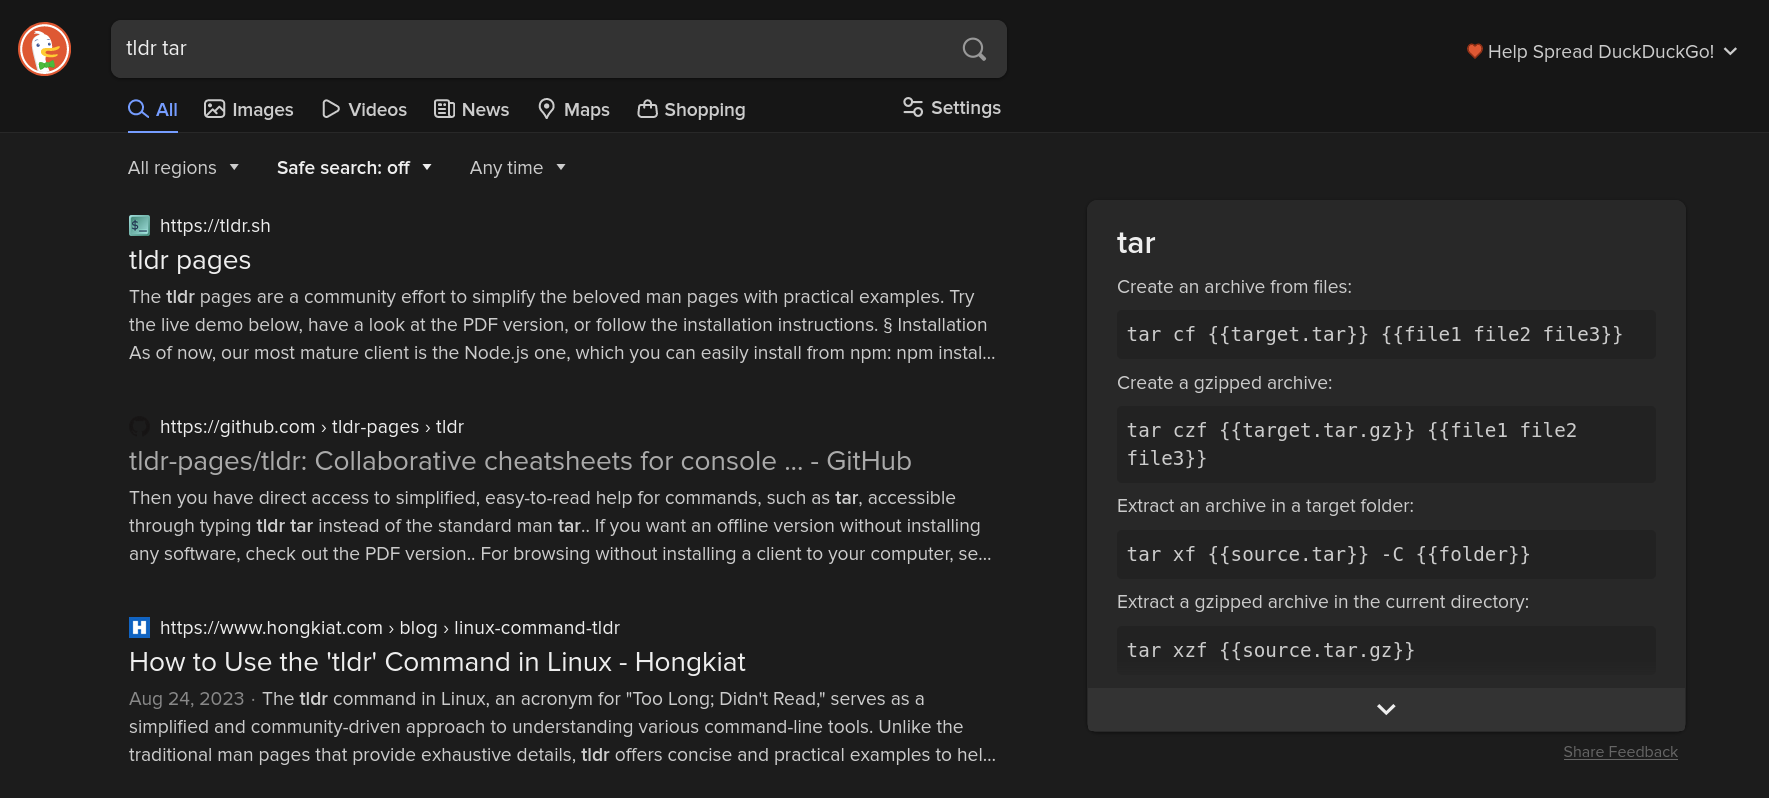 tldr tar
Help Spread DuckDuckGo!
All
Images
Videos
News
Maps
Shopping
Settings
All regions
Safe search: off
Any time
$_
https://tldr.sh
tldr pages
The tldr pages are a community effort to simplify the beloved man pages with practical examples. Try
the live demo below, have a look at the PDF version, or follow the installation instructions. § Installation
As of now, our most mature client is the Node.js one, which you can easily install from npm: npm instal...
https://github.com › tldr-pages › tldr
tldr-pages/tldr: Collaborative cheatsheets for console ... - GitHub
Then you have direct access to simplified, easy-to-read help for commands, such as tar, accessible
through typing tldr tar instead of the standard man tar.. If you want an offline version without installing
any software, check out the PDF version.. For browsing without installing a client to your computer, se...
H
https://www.hongkiat.com › blog › linux-command-tldr
How to Use the 'tldr' Command in Linux - Hongkiat
Aug 24, 2023 · The tldr command in Linux, an acronym for "Too Long; Didn't Read," serves as a
simplified and community-driven approach to understanding various command-line tools. Unlike the
traditional man pages that provide exhaustive details, tldr offers concise and practical examples to hel...
tar
Create an archive from files:
tar cf {{target.tar}} {{file1 file2 file3}}
Create a gzipped archive:
tar czf {{target.tar.gz}} {{file1 file2
file3}}
Extract an archive in a target folder:
tar xf {{source.tar}} -C {{folder}}
Extract a gzipped archive in the current directory:
tar xzf {{source.tar.gz}}
Share Feedback